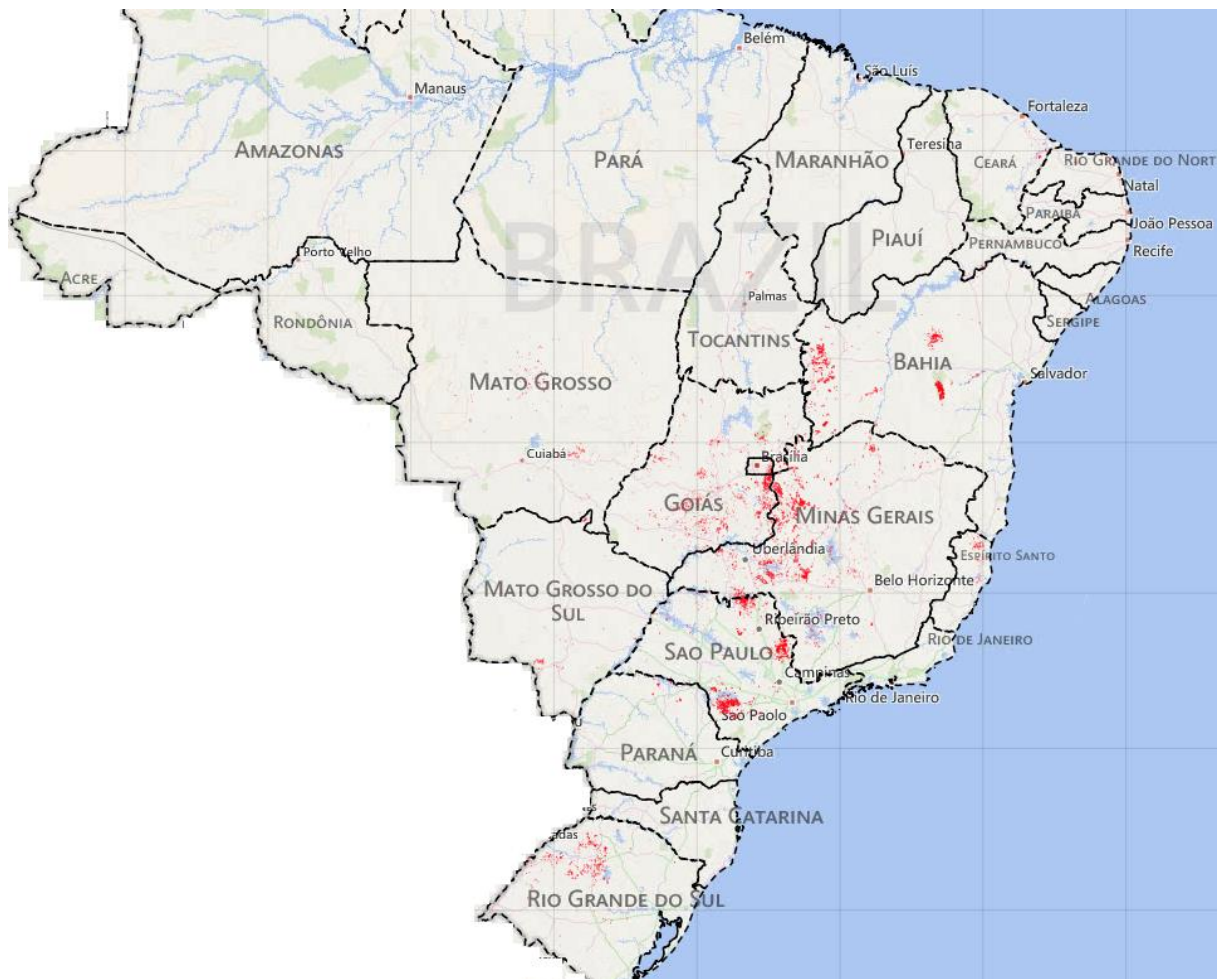 Belém
São Luís
Manaus
Fortaleza
AMAZONAS
PARÁ
MARANHÃO
Teresina
CEARÁ
RIO GRANDE DO NORT
Natal
PARAIBA
João Pessoa
BRAZIL
PIAUÍ
PERNAMBUCO
Recife
Porto Velho
ACRE
Palmas
ALAGOAS
RONDÔNIA
SERGIPE
TOCANTINS
BAHIA
MATO GROSSO
Salvador
Cuiabá
Brasília
GOIÁS
MINAS GERAIS
Uberlândia
ESPÍRITO SANTO
MATO GROSSO DO
SUL
Belo Horizonte
Ribeirão Preto
RIO DE JANEIRO
SAO PAULO
Campinas
Rio de Janeiro
Sao Paolo
PARANÁ
Curitiba
SANTA CATARINA
adas
RIO GRANDE DO SUL